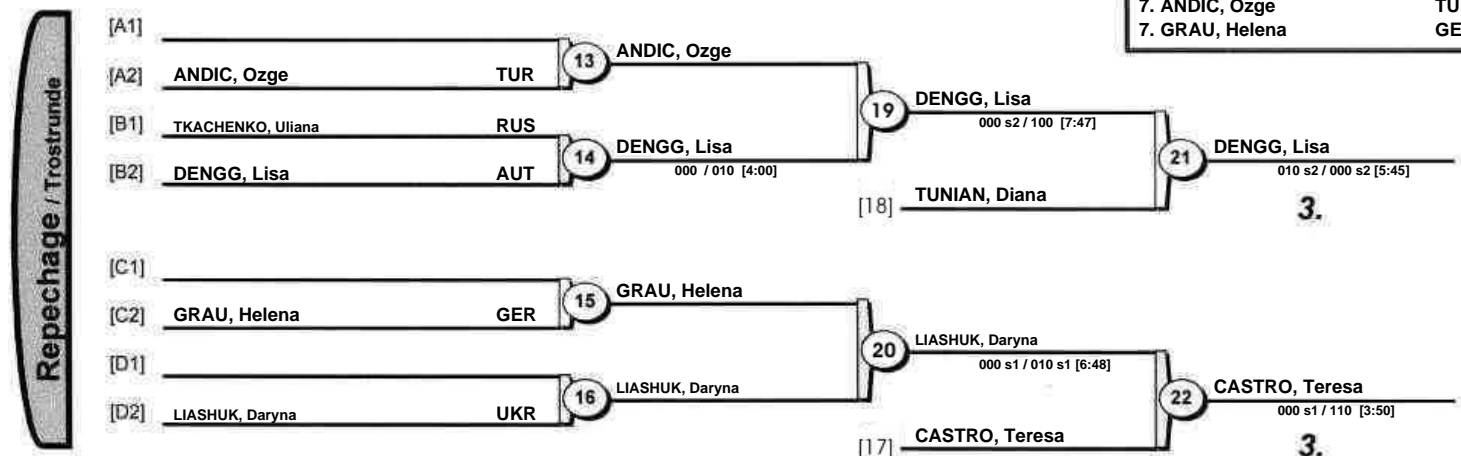 7. ANDIC, Ozge TU
7. GRAU, Helena GE
Repechage / Trostrunde
[A1]
[A2] ANDIC, Ozge TUR
13 ANDIC, Ozge
[B1] TKACHENKO, Uliana RUS
[B2] DENGG, Lisa AUT
14 DENGG, Lisa
000 / 010 [4:00]
19 DENGG, Lisa
000 s2 / 100 [7:47]
[18] TUNIAN, Diana
21 DENGG, Lisa
010 s2 / 000 s2 [5:45]
3.
[C1]
[C2] GRAU, Helena GER
15 GRAU, Helena
[D1]
[D2] LIASHUK, Daryna UKR
16 LIASHUK, Daryna
20 LIASHUK, Daryna
000 s1 / 010 s1 [6:48]
[17] CASTRO, Teresa
22 CASTRO, Teresa
000 s1 / 110 [3:50]
3.